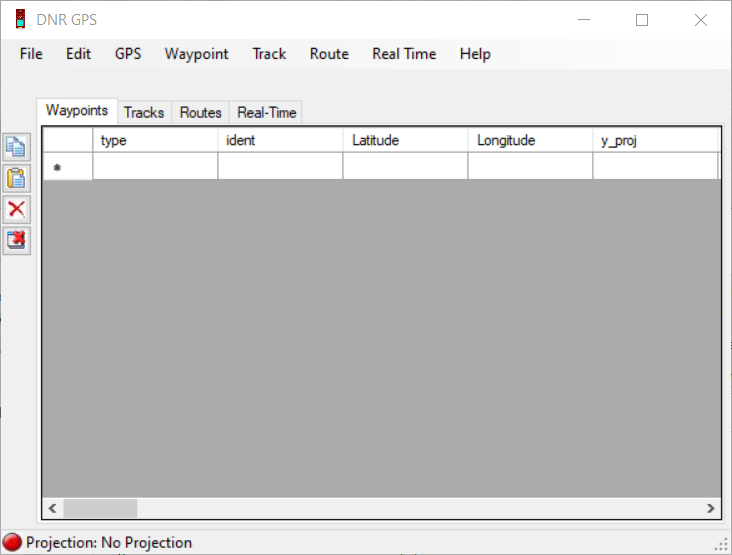 DNR GPS
File Edit GPS Waypoint Track Route Real Time Help
Waypoints Tracks Routes Real-Time
type ident Latitude Longitude y_proj
*
Projection: No Projection